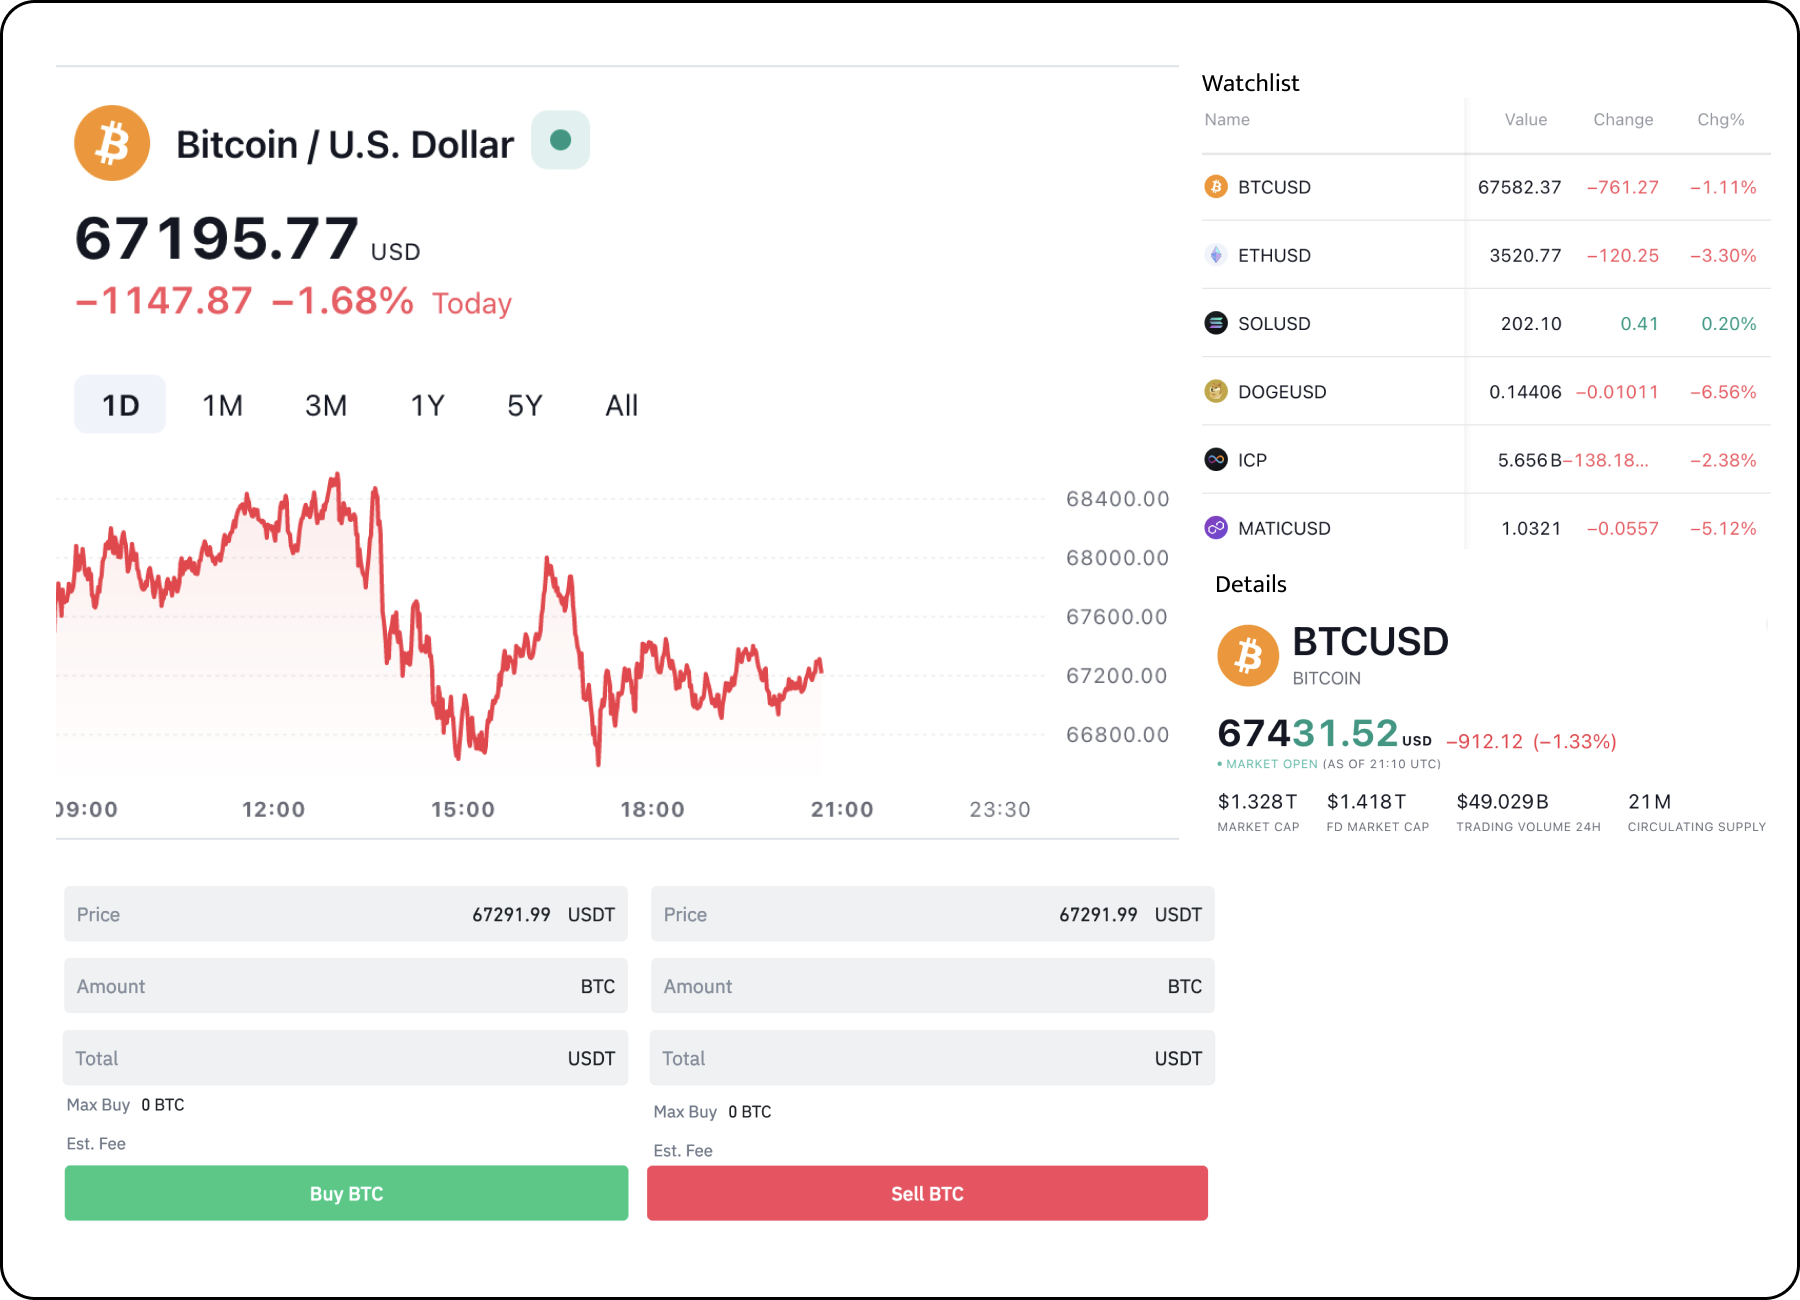 Bitcoin / U.S. Dollar
67195.77 USD
−1147.87 −1.68% Today
1D 1M 3M 1Y 5Y All
68400.00
68000.00
67600.00
67200.00
66800.00
09:00 12:00 15:00 18:00 21:00 23:30
Watchlist
Name Value Change Chg%
BTCUSD 67582.37 −761.27 −1.11%
ETHUSD 3520.77 −120.25 −3.30%
SOLUSD 202.10 0.41 0.20%
DOGEUSD 0.14406 −0.01011 −6.56%
ICP 5.656B −138.18... −2.38%
MATICUSD 1.0321 −0.0557 −5.12%
Details
BTCUSD
BITCOIN
67431.52 USD −912.12 (−1.33%)
• MARKET OPEN (AS OF 21:10 UTC)
$1.328T $1.418T $49.029B 21M
MARKET CAP FD MARKET CAP TRADING VOLUME 24H CIRCULATING SUPPLY
Price 67291.99 USDT
Amount BTC
Total USDT
Max Buy 0 BTC
Est. Fee
Buy BTC
Price 67291.99 USDT
Amount BTC
Total USDT
Max Buy 0 BTC
Est. Fee
Sell BTC